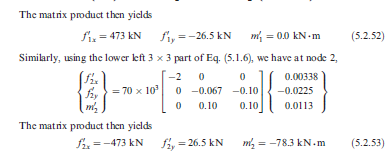 The matrix product then yields
f′1x = 473 kN f′1y = −26.5 kN m′1 = 0.0 kN·m (5.2.52)
Similarly, using the lower left 3 × 3 part of Eq. (5.1.6), we have at node 2,
{ f′2x } [ −2 0 0 ] { 0.00338 }
{ f′2y } = 70 × 10³ [ 0 −0.067 −0.10 ] { −0.0225 }
{ m′2 } [ 0 0.10 0.10 ] { 0.0113 }
The matrix product then yields
f′2x = −473 kN f′2y = 26.5 kN m′2 = −78.3 kN·m (5.2.53)